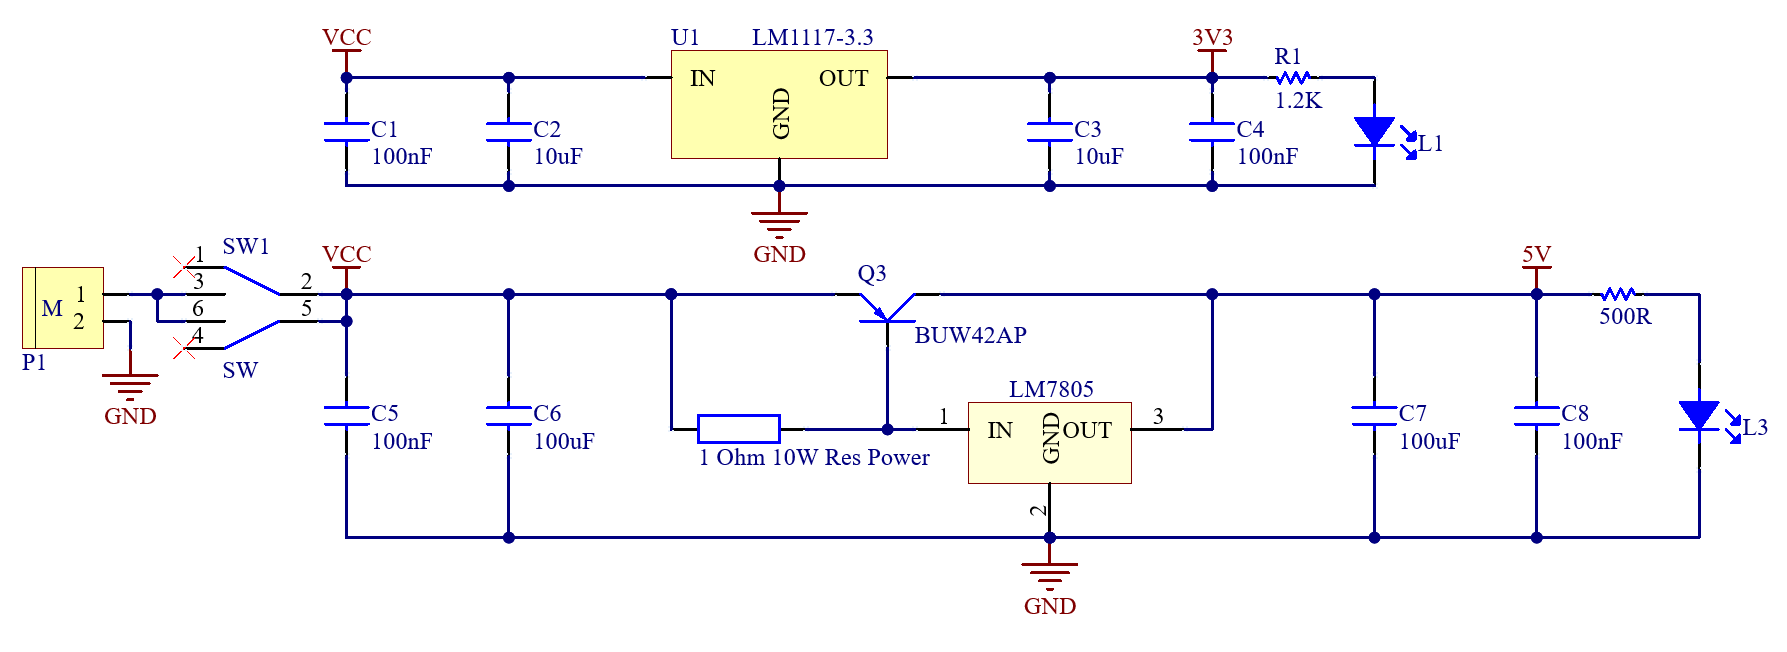 VCC
U1 LM1117-3.3
3V3
R1
IN OUT
GND
1.2K
C1
100nF
C2
10uF
C3
10uF
C4
100nF
L1
GND
SW1
VCC
5V
1
3
6
4
2
5
M 1
2
P1
SW
GND
Q3
BUW42AP
500R
LM7805
C5
100nF
C6
100uF
1 Ohm 10W Res Power
1
IN GND OUT
3
2
C7
100uF
C8
100nF
L3
GND